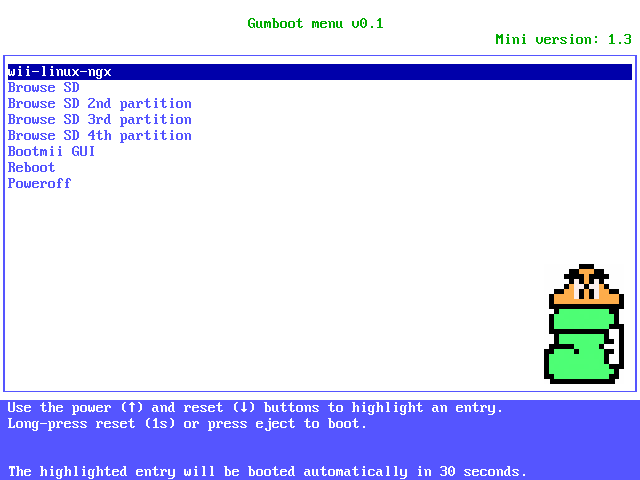 Gumboot menu v0.1
Mini version: 1.3
wii-linux-ngx
Browse SD
Browse SD 2nd partition
Browse SD 3rd partition
Browse SD 4th partition
Bootmii GUI
Reboot
Poweroff
Use the power (↑) and reset (↓) buttons to highlight an entry.
Long-press reset (1s) or press eject to boot.
The highlighted entry will be booted automatically in 30 seconds.